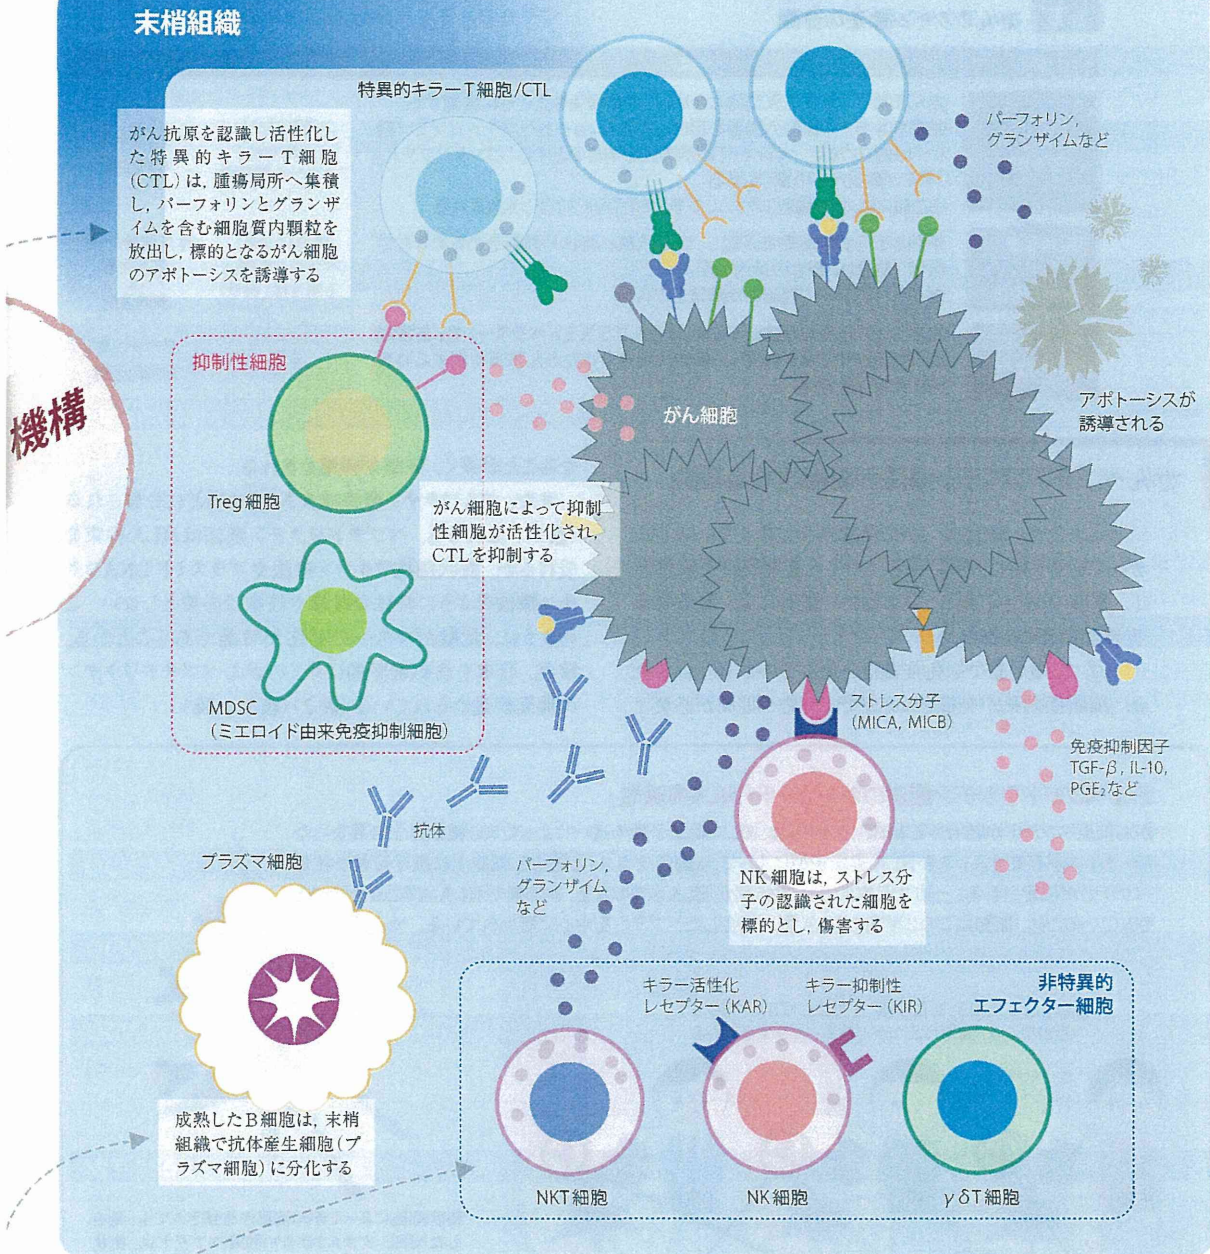 末梢組織
特異的キラーT細胞/CTL
がん抗原を認識し活性化し
た特異的キラーT細胞
(CTL)は，腫瘍局所へ集積
し，パーフォリンとグランザ
イムを含む細胞質内顆粒を
放出し，標的となるがん細胞
のアポトーシスを誘導する
パーフォリン，
グランザイムなど
抑制性細胞
機構
がん細胞
アポトーシスが
誘導される
Treg細胞
がん細胞によって抑制
性細胞が活性化され，
CTLを抑制する
MDSC
（ミエロイド由来免疫抑制細胞）
ストレス分子
(MICA, MICB)
免疫抑制因子
TGF-β, IL-10,
PGE₂など
抗体
プラズマ細胞
パーフォリン，
グランザイム
など
NK細胞は，ストレス分
子の認識された細胞を
標的とし，傷害する
キラー活性化
レセプター（KAR）
キラー抑制性
レセプター（KIR）
非特異的
エフェクター細胞
成熟したB細胞は，末梢
組織で抗体産生細胞（プ
ラズマ細胞）に分化する
NKT細胞
NK細胞
γδT細胞